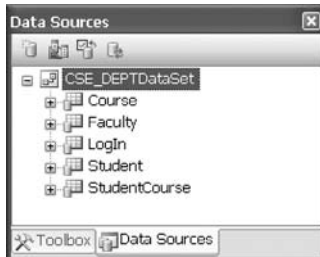 Data Sources
CSE_DEPTDataSet
Course
Faculty
LogIn
Student
StudentCourse
Toolbox Data Sources